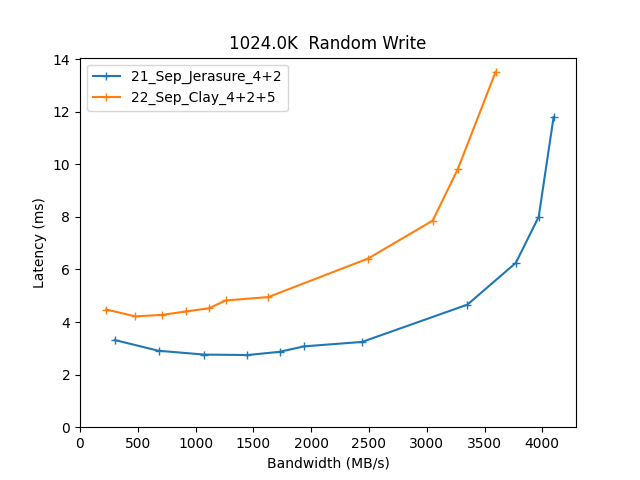 1024.0K  Random Write
21_Sep_Jerasure_4+2
22_Sep_Clay_4+2+5
14
12
10
8
6
4
2
0
Latency (ms)
0 500 1000 1500 2000 2500 3000 3500 4000
Bandwidth (MB/s)